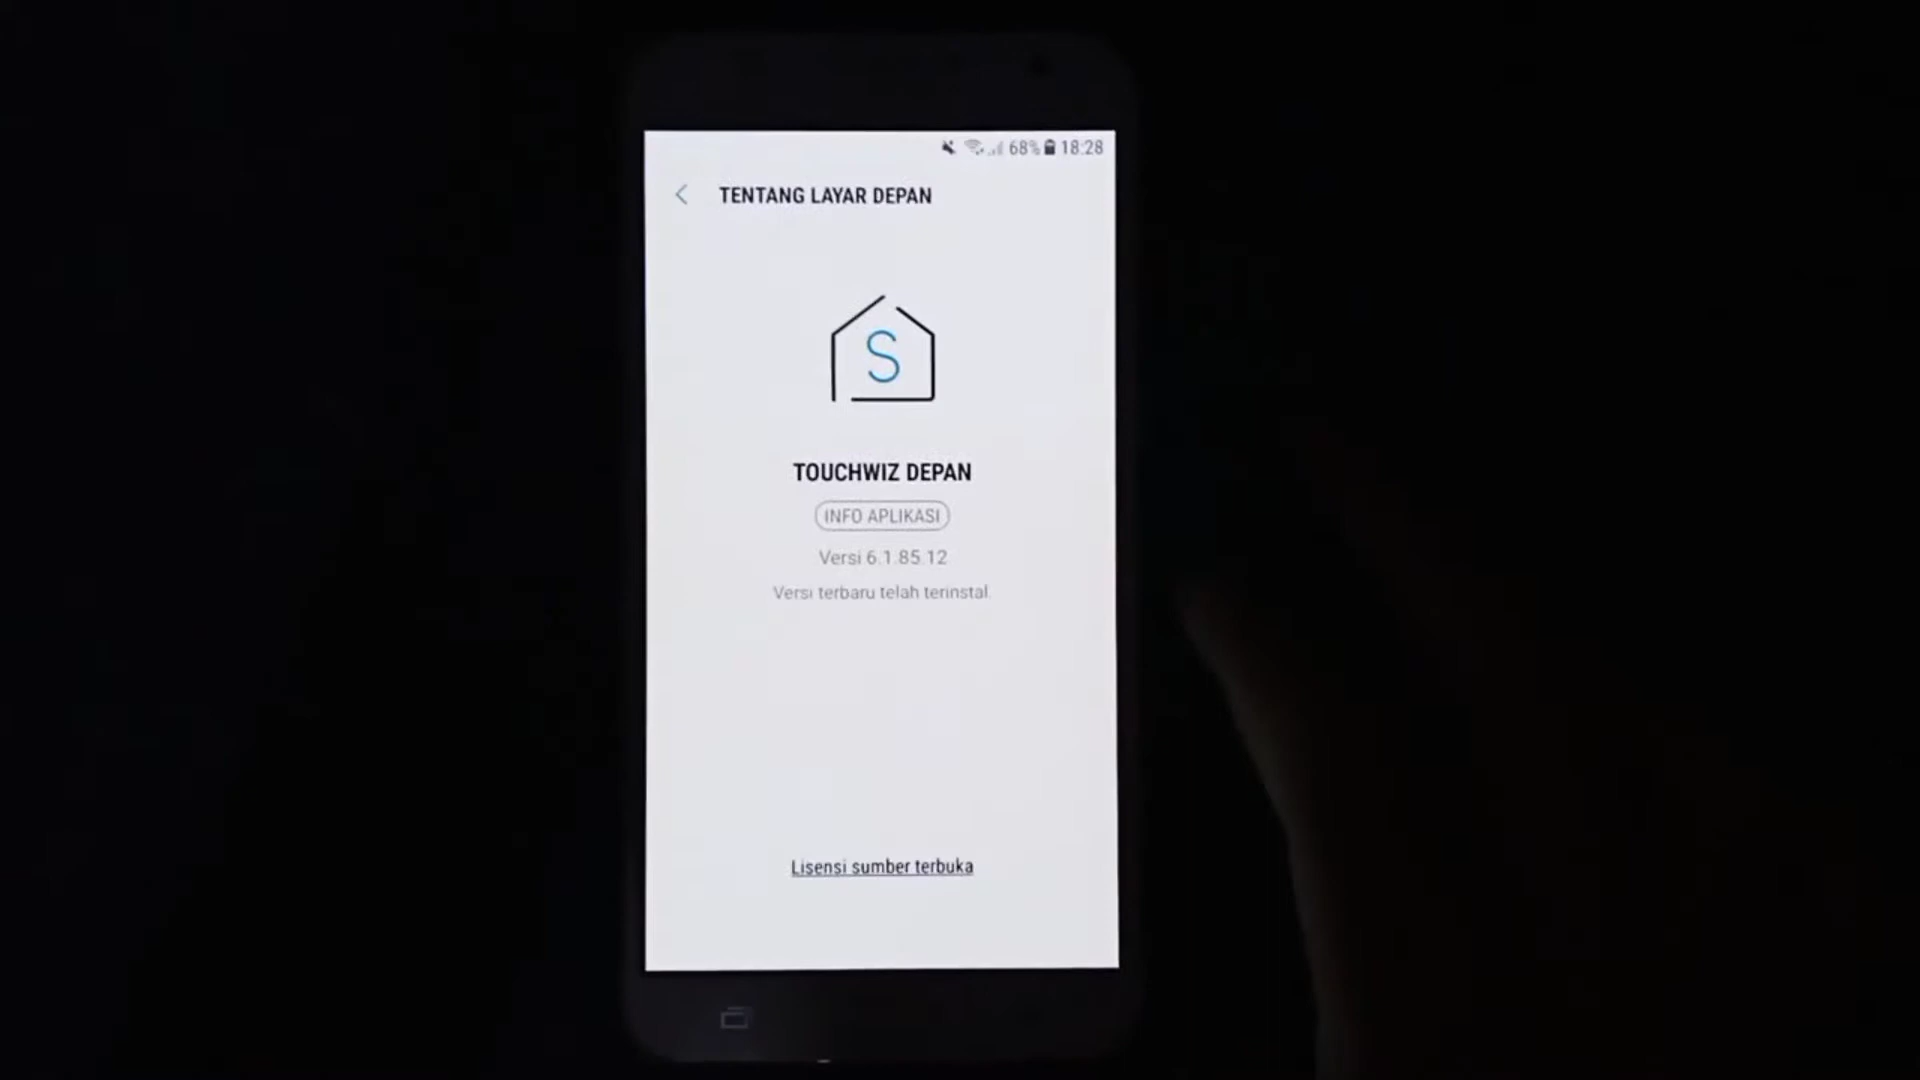 68% 18:28
TENTANG LAYAR DEPAN
S
TOUCHWIZ DEPAN
INFO APLIKASI
Versi 6.1.85.12
Versi terbaru telah terinstal.
Lisensi sumber terbuka